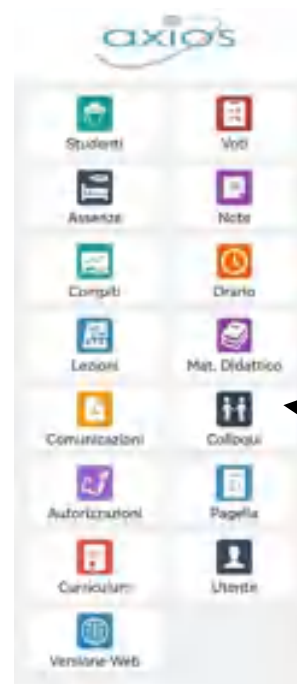 axios
Studenti Voti
Assenze Note
Compiti Orario
Lezioni Mat. Didattico
Comunicazioni Colloqui
Autorizzazioni Pagella
Curriculum Utente
Versione Web